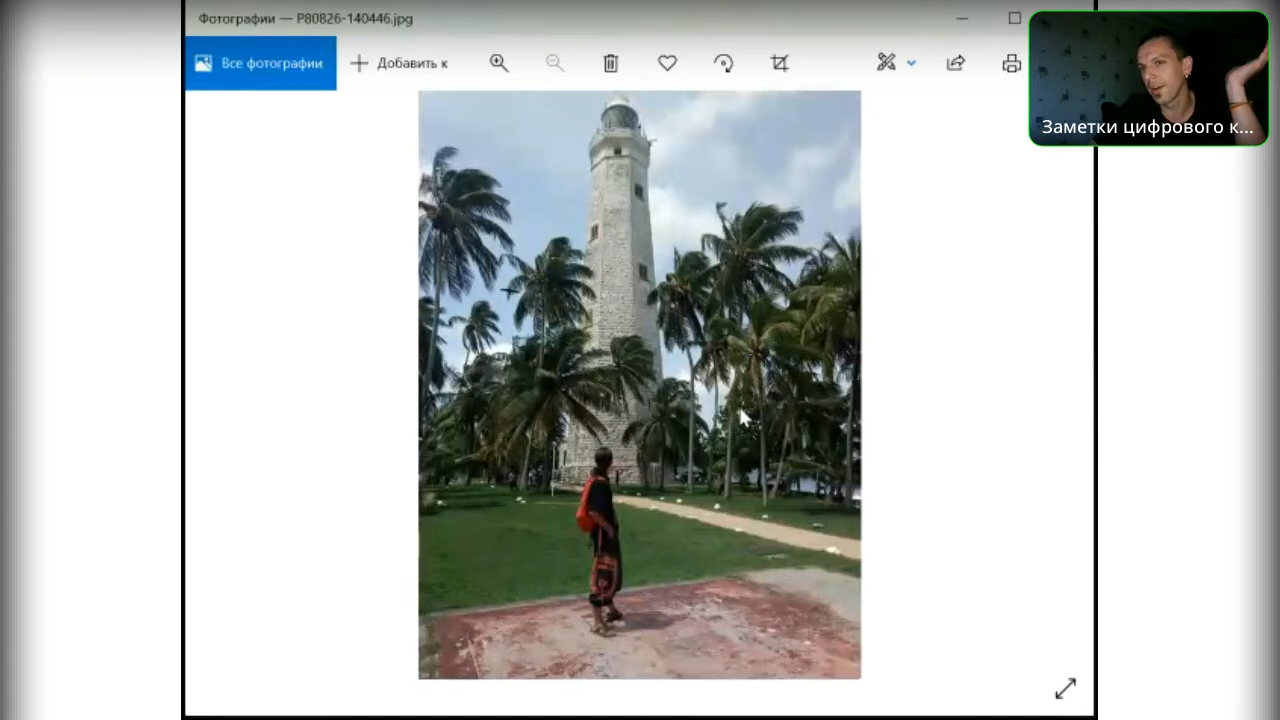 Фотографии — P80826-140446.jpg
Все фотографии
Добавить к
Заметки цифрового к...